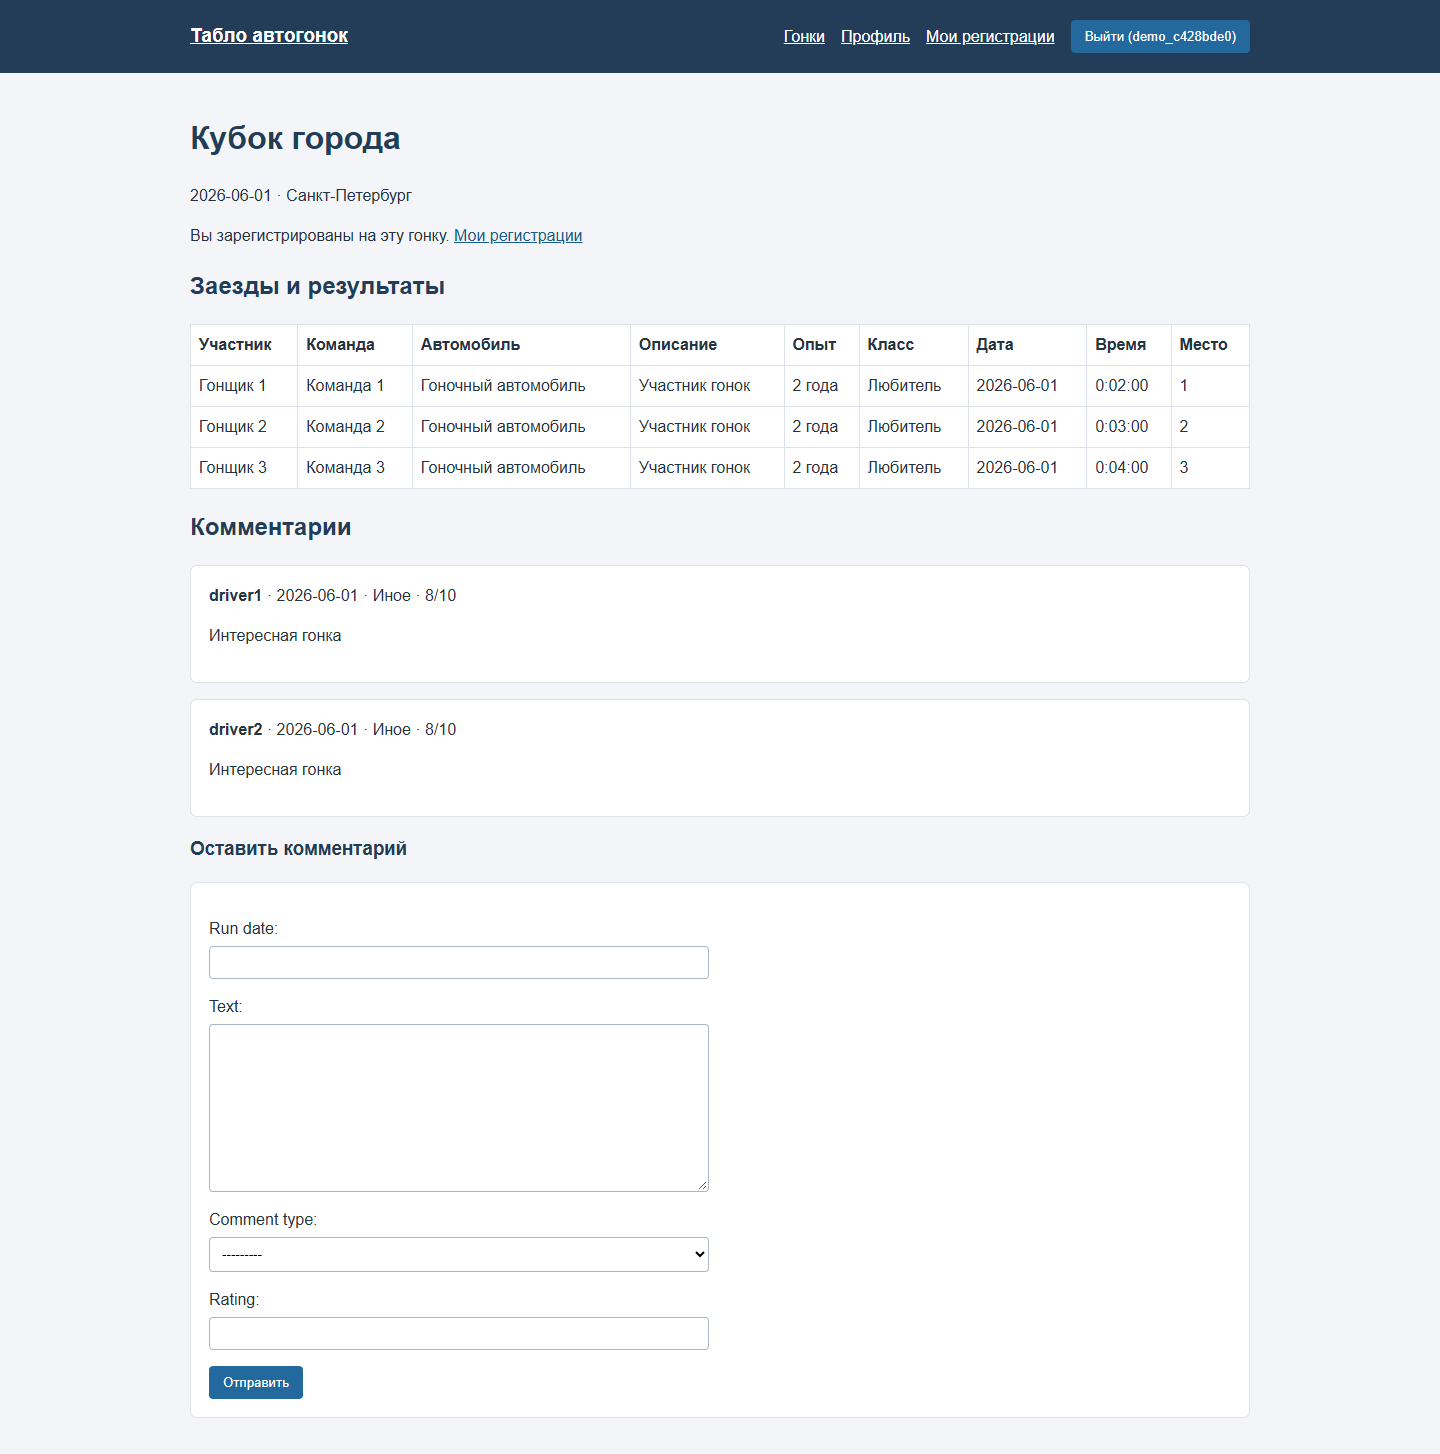 Табло автогонок
Гонки Профиль Мои регистрации Выйти (demo_c428bde0)
Кубок города
2026-06-01 · Санкт-Петербург
Вы зарегистрированы на эту гонку. Мои регистрации
Заезды и результаты
Участник Команда Автомобиль Описание Опыт Класс Дата Время Место
Гонщик 1 Команда 1 Гоночный автомобиль Участник гонок 2 года Любитель 2026-06-01 0:02:00 1
Гонщик 2 Команда 2 Гоночный автомобиль Участник гонок 2 года Любитель 2026-06-01 0:03:00 2
Гонщик 3 Команда 3 Гоночный автомобиль Участник гонок 2 года Любитель 2026-06-01 0:04:00 3
Комментарии
driver1 · 2026-06-01 · Иное · 8/10
Интересная гонка
driver2 · 2026-06-01 · Иное · 8/10
Интересная гонка
Оставить комментарий
Run date:
Text:
Comment type:
---------
Rating:
Отправить